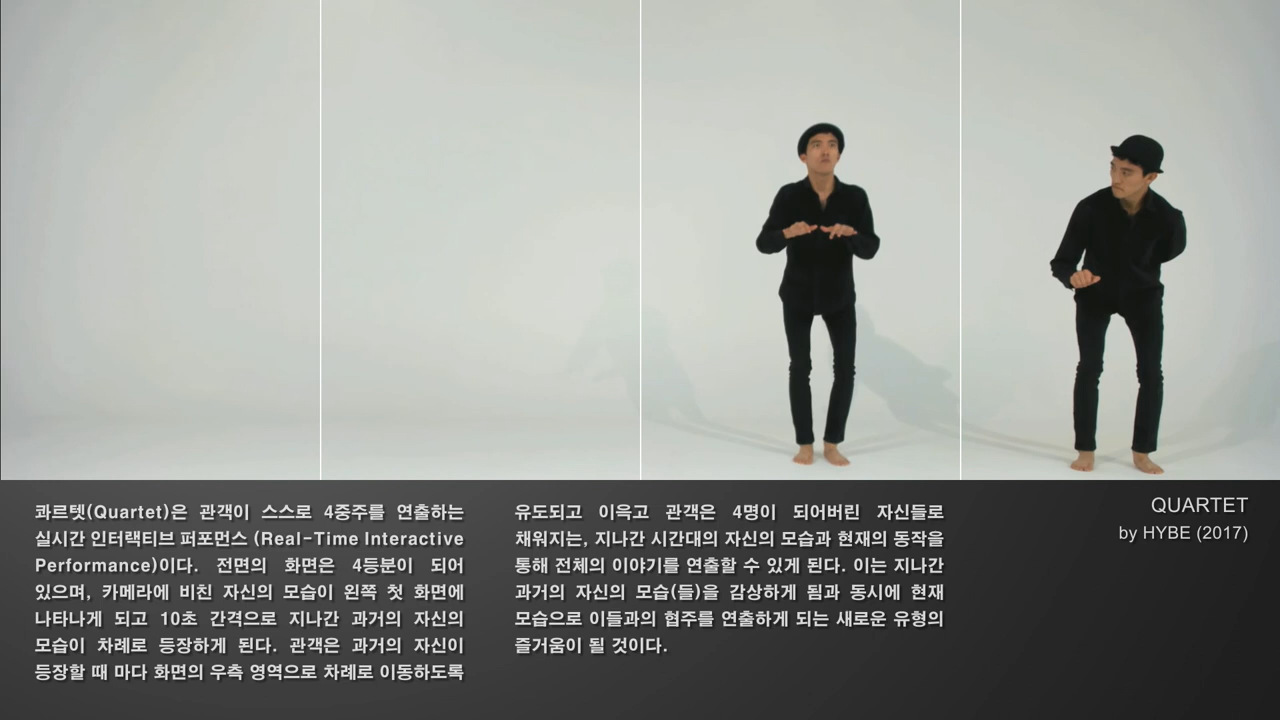 콰르텟(Quartet)은 관객이 스스로 4중주를 연출하는
실시간 인터랙티브 퍼포먼스 (Real-Time Interactive
Performance)이다. 전면의 화면은 4등분이 되어
있으며, 카메라에 비친 자신의 모습이 왼쪽 첫 화면에
나타나게 되고 10초 간격으로 지나간 과거의 자신의
모습이 차례로 등장하게 된다. 관객은 과거의 자신이
등장할 때 마다 화면의 우측 영역으로 차례로 이동하도록
유도되고 이윽고 관객은 4명이 되어버린 자신들로
채워지는, 지나간 시간대의 자신의 모습과 현재의 동작을
통해 전체의 이야기를 연출할 수 있게 된다. 이는 지나간
과거의 자신의 모습(들)을 감상하게 됨과 동시에 현재
모습으로 이들과의 협주를 연출하게 되는 새로운 유형의
즐거움이 될 것이다.
QUARTET
by HYBE (2017)